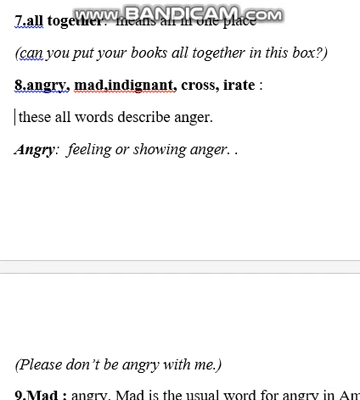 www.BANDICAM.com
7.all together: means all in one place
(can you put your books all together in this box?)
8.angry, mad,indignant, cross, irate :
these all words describe anger.
Angry:  feeling or showing anger. .
(Please don't be angry with me.)
9.Mad : angry. Mad is the usual word for angry in Am